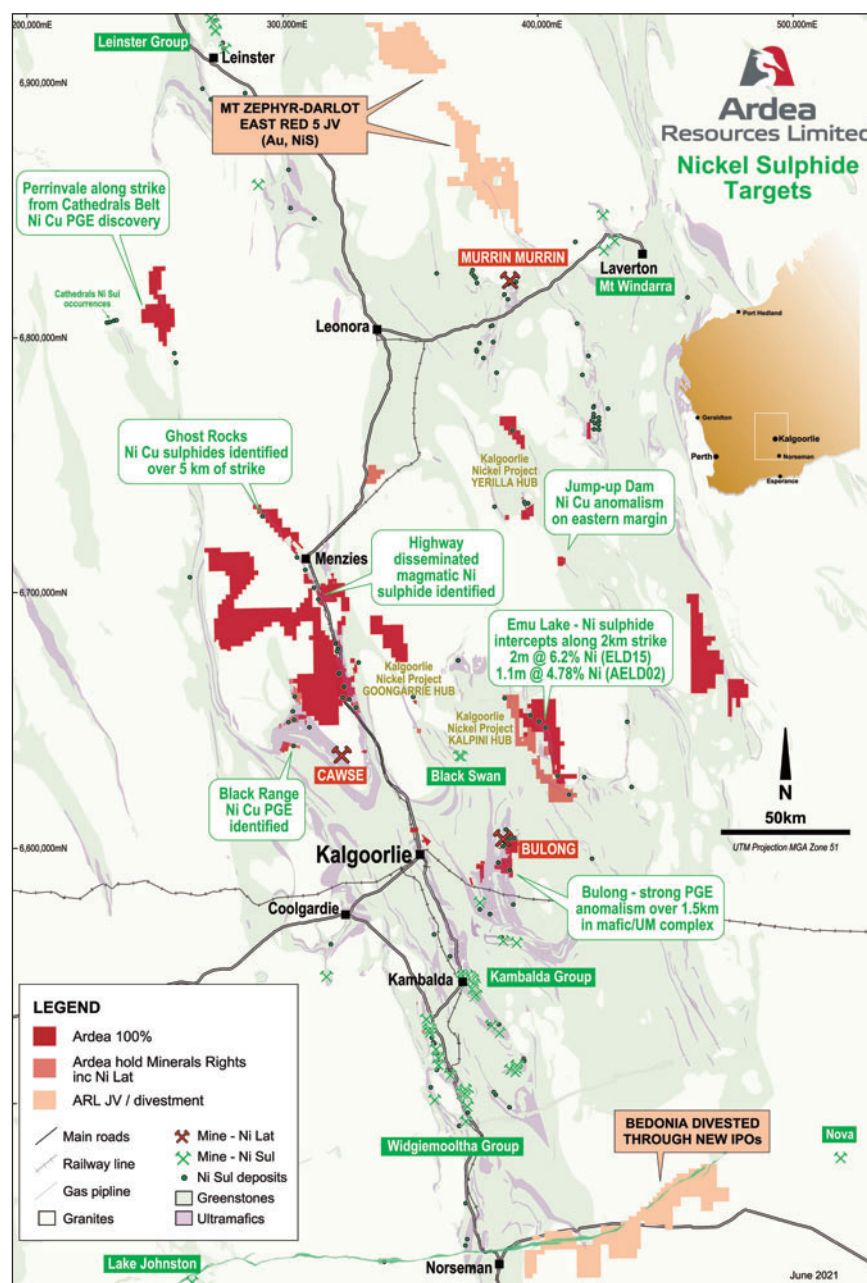 200,000mE
300,000mE
400,000mE
500,000mE
6,900,000mN
6,800,000mN
6,700,000mN
6,600,000mN
Leinster Group
Leinster
MT ZEPHYR-DARLOT
EAST RED 5 JV
(Au, NiS)
Ardea
Resources Limited
Nickel Sulphide
Targets
Perrinvale along strike
from Cathedrals Belt
Ni Cu PGE discovery
Cathedrals Ni Sul
occurrences
MURRIN MURRIN
Laverton
Mt Windarra
Leonora
Port Hedland
Geraldton
Kalgoorlie
Perth
Norseman
Esperance
Ghost Rocks
Ni Cu sulphides identified
over 5 km of strike
Kalgoorlie
Nickel Project
YERILLA HUB
Jump-up Dam
Ni Cu anomalism
on eastern margin
Menzies
Highway
disseminated
magmatic Ni
sulphide identified
Emu Lake - Ni sulphide
intercepts along 2km strike
2m @ 6.2% Ni (ELD15)
1.1m @ 4.78% Ni (AELD02)
Kalgoorlie
Nickel Project
GOONGARRIE HUB
Kalgoorlie
Nickel Project
KALPINI HUB
CAWSE
Black Swan
Black Range
Ni Cu PGE
identified
N
50km
UTM Projection MGA Zone 51
Kalgoorlie
BULONG
Coolgardie
Bulong - strong PGE
anomalism over 1.5km
in mafic/UM complex
Kambalda
Kambalda Group
LEGEND
Ardea 100%
Ardea hold Minerals Rights
inc Ni Lat
ARL JV / divestment
Main roads
Mine - Ni Lat
Railway line
Mine - Ni Sul
Gas pipline
Ni Sul deposits
Greenstones
Granites
Ultramafics
Widgiemooltha Group
BEDONIA DIVESTED
THROUGH NEW IPOs
Nova
Lake Johnston
Norseman
June 2021